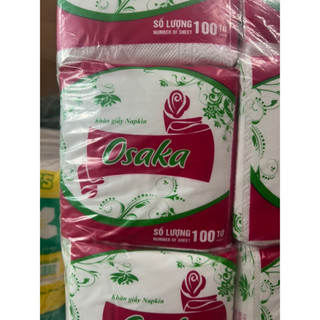 SỐ LƯỢNG 100 TỜ
NUMBER OF SHEET
Khăn giấy Napkin
Osaka
SỐ LƯỢNG 100 TỜ
NUMBER OF SHEET
Khăn giấy Napkin